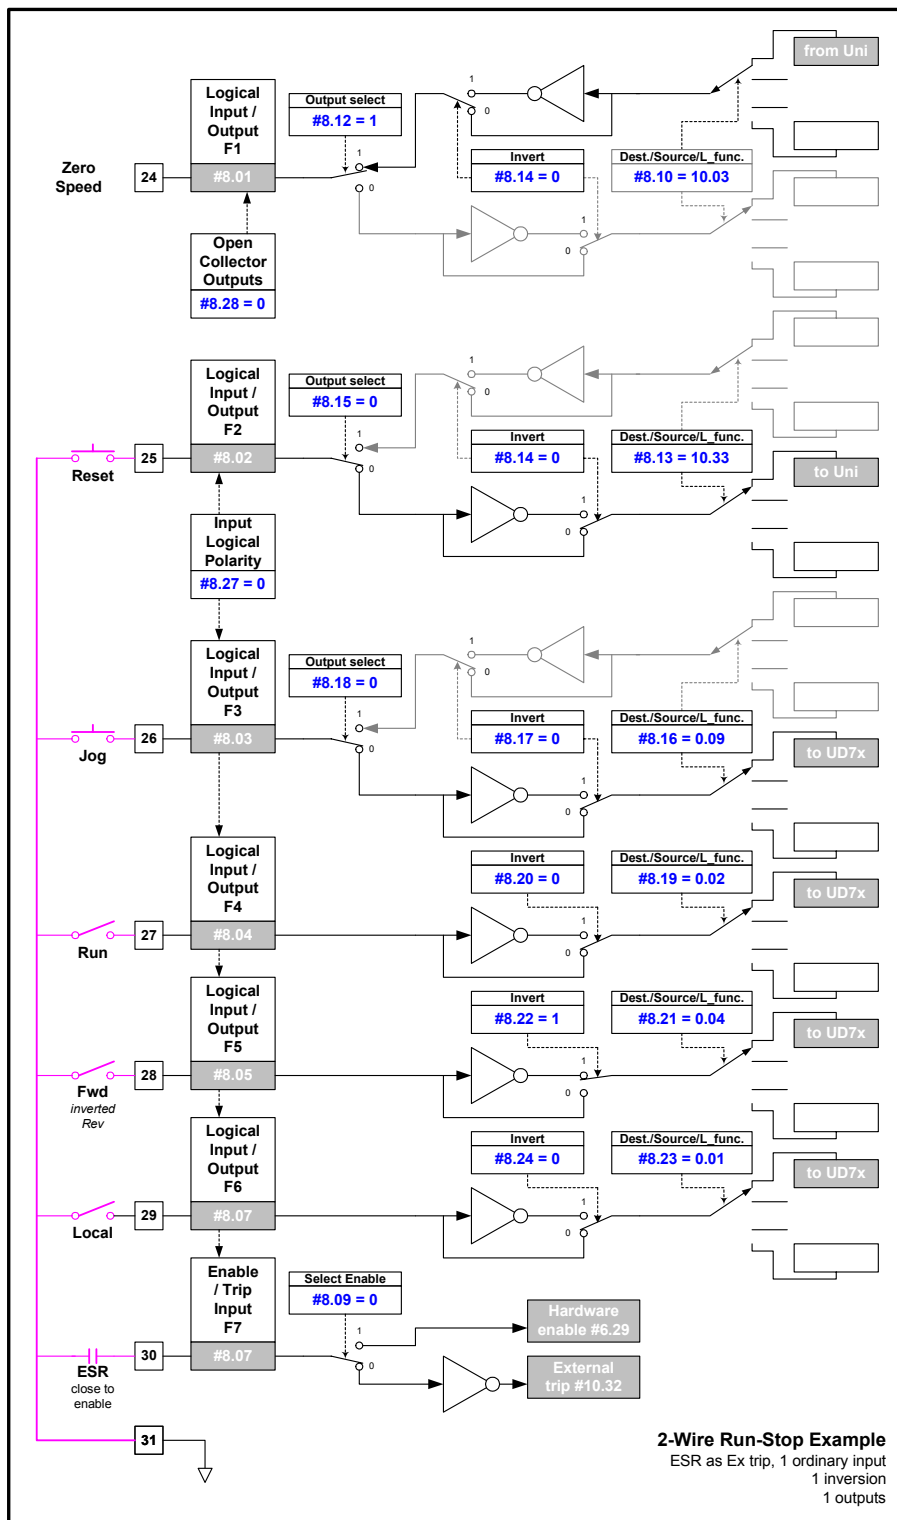 from Uni
Logical
Input /
Output
F1
#8.01
Zero
Speed
24
Output select
#8.12 = 1
1
0
1
0
Invert
#8.14 = 0
Dest./Source/L_func.
#8.10 = 10.03
1
0
Open
Collector
Outputs
#8.28 = 0
Logical
Input /
Output
F2
#8.02
Reset
25
Output select
#8.15 = 0
1
0
1
0
Invert
#8.14 = 0
Dest./Source/L_func.
#8.13 = 10.33
to Uni
1
0
Input
Logical
Polarity
#8.27 = 0
Logical
Input /
Output
F3
#8.03
Jog
26
Output select
#8.18 = 0
1
0
1
0
Invert
#8.17 = 0
Dest./Source/L_func.
#8.16 = 0.09
to UD7x
1
0
Logical
Input /
Output
F4
#8.04
Run
27
Invert
#8.20 = 0
Dest./Source/L_func.
#8.19 = 0.02
to UD7x
1
0
Logical
Input /
Output
F5
#8.05
Fwd
inverted
Rev
28
Invert
#8.22 = 1
Dest./Source/L_func.
#8.21 = 0.04
to UD7x
1
0
Logical
Input /
Output
F6
#8.07
Local
29
Invert
#8.24 = 0
Dest./Source/L_func.
#8.23 = 0.01
to UD7x
1
0
Enable
/ Trip
Input
F7
#8.07
ESR
close to
enable
30
Select Enable
#8.09 = 0
1
0
Hardware
enable #6.29
External
trip #10.32
31
2-Wire Run-Stop Example
ESR as Ex trip, 1 ordinary input
1 inversion
1 outputs